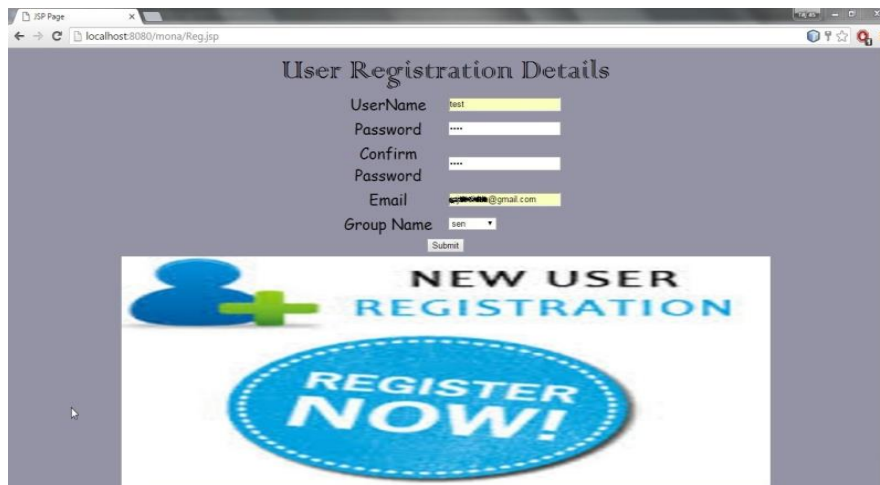 JSP Page
localhost:8080/mona/Reg.jsp
User Registration Details
UserName test
Password ····
Confirm
Password ····
Email @gmail.com
Group Name sen
Submit
NEW USER
REGISTRATION
REGISTER
NOW!